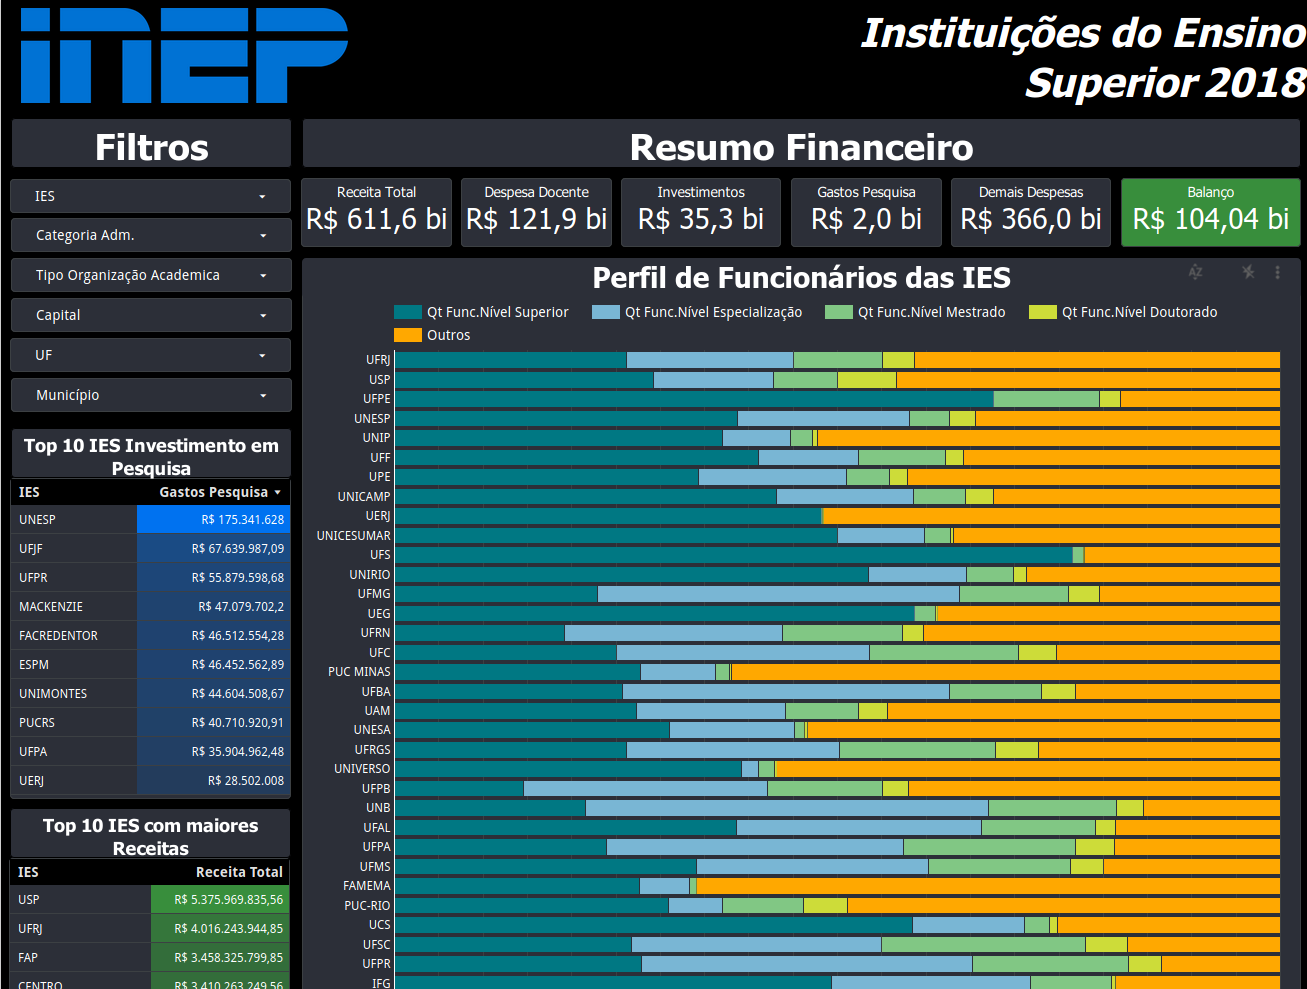 INEP
Instituições do Ensino
Superior 2018
Filtros
IES
Categoria Adm.
Tipo Organização Academica
Capital
UF
Município
Top 10 IES Investimento em
Pesquisa
IES Gastos Pesquisa
UNESP R$ 175.341.628
UFJF R$ 67.639.987,09
UFPR R$ 55.879.598,68
MACKENZIE R$ 47.079.702,2
FACREDENTOR R$ 46.512.554,28
ESPM R$ 46.452.562,89
UNIMONTES R$ 44.604.508,67
PUCRS R$ 40.710.920,91
UFPA R$ 35.904.962,48
UERJ R$ 28.502.008
Top 10 IES com maiores
Receitas
IES Receita Total
USP R$ 5.375.969.835,56
UFRJ R$ 4.016.243.944,85
FAP R$ 3.458.325.799,85
CENTRO R$ 3.410.263.249,56
Resumo Financeiro
Receita Total
R$ 611,6 bi
Despesa Docente
R$ 121,9 bi
Investimentos
R$ 35,3 bi
Gastos Pesquisa
R$ 2,0 bi
Demais Despesas
R$ 366,0 bi
Balanço
R$ 104,04 bi
Perfil de Funcionários das IES
AZ
Qt Func.Nível Superior Qt Func.Nível Especialização Qt Func.Nível Mestrado Qt Func.Nível Doutorado
Outros
UFRJ
USP
UFPE
UNESP
UNIP
UFF
UPE
UNICAMP
UERJ
UNICESUMAR
UFS
UNIRIO
UFMG
UEG
UFRN
UFC
PUC MINAS
UFBA
UAM
UNESA
UFRGS
UNIVERSO
UFPB
UNB
UFAL
UFPA
UFMS
FAMEMA
PUC-RIO
UCS
UFSC
UFPR
IFG